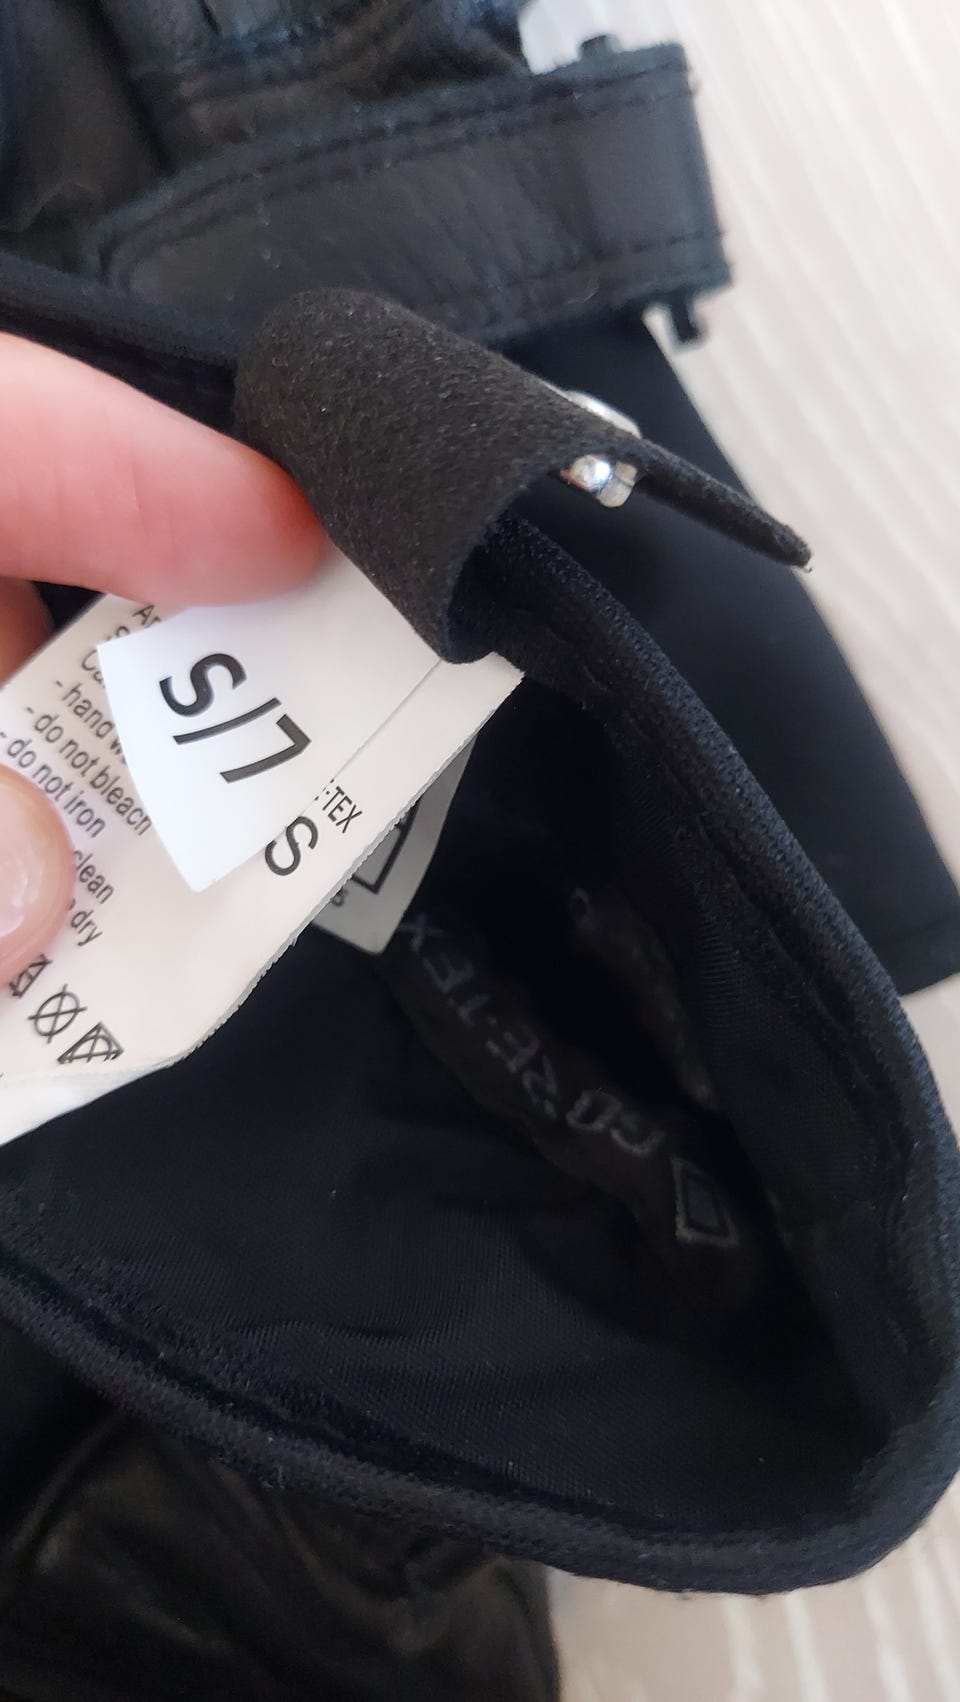 S/7
- hand
- do not bleach
- do not iron
clean
dry
-TEX
S
GORE-TEX